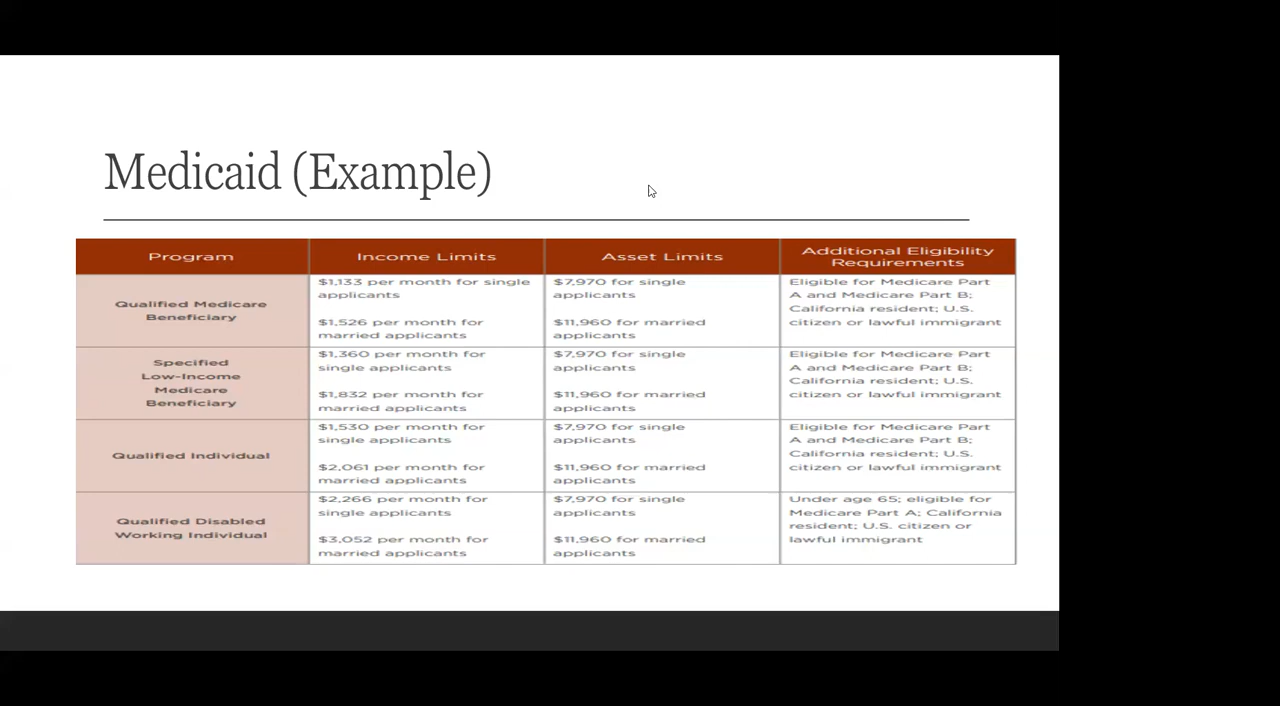 Medicaid (Example)
Program
Income Limits
Asset Limits
Additional Eligibility
Requirements
Qualified Medicare
Beneficiary
$1,133 per month for single
applicants
$1,526 per month for
married applicants
$7,970 for single
applicants
$11,960 for married
applicants
Eligible for Medicare Part
A and Medicare Part B;
California resident; U.S.
citizen or lawful immigrant
Specified
Low-Income
Medicare
Beneficiary
$1,360 per month for
single applicants
$1,832 per month for
married applicants
$7,970 for single
applicants
$11,960 for married
applicants
Eligible for Medicare Part
A and Medicare Part B;
California resident; U.S.
citizen or lawful immigrant
Qualified Individual
$1,530 per month for
single applicants
$2,061 per month for
married applicants
$7,970 for single
applicants
$11,960 for married
applicants
Eligible for Medicare Part
A and Medicare Part B;
California resident; U.S.
citizen or lawful immigrant
Qualified Disabled
Working Individual
$2,266 per month for
single applicants
$3,052 per month for
married applicants
$7,970 for single
applicants
$11,960 for married
applicants
Under age 65; eligible for
Medicare Part A; California
resident; U.S. citizen or
lawful immigrant